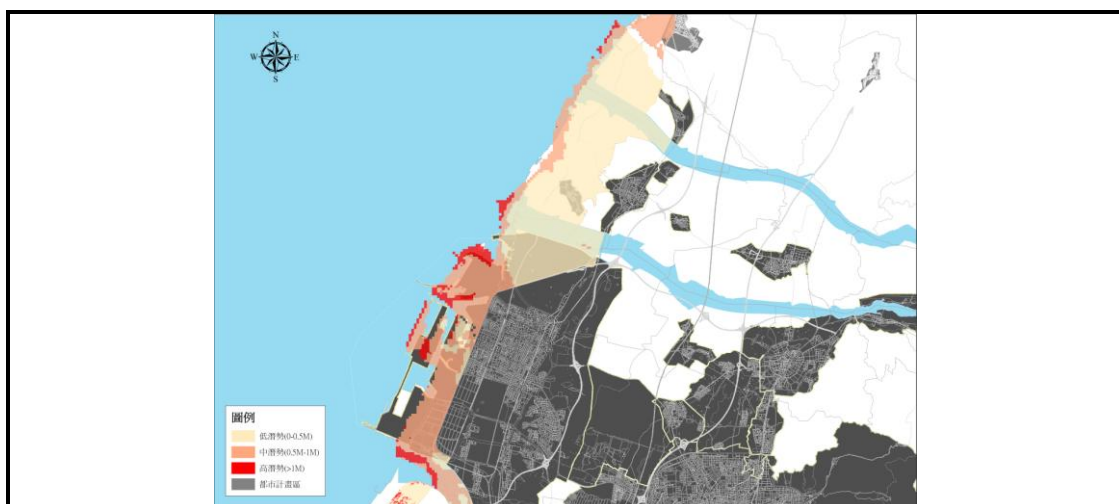 N
W E
S
圖例
低潛勢(0-0.5M)
中潛勢(0.5M-1M)
高潛勢(>1M)
都市計畫區